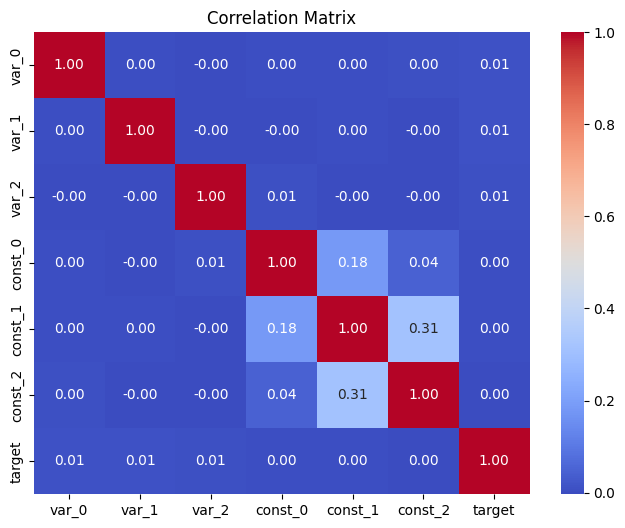 Correlation Matrix
var_0 1.00 0.00 -0.00 0.00 0.00 0.00 0.01
var_1 0.00 1.00 -0.00 -0.00 0.00 -0.00 0.01
var_2 -0.00 -0.00 1.00 0.01 -0.00 -0.00 0.01
const_0 0.00 -0.00 0.01 1.00 0.18 0.04 0.00
const_1 0.00 0.00 -0.00 0.18 1.00 0.31 0.00
const_2 0.00 -0.00 -0.00 0.04 0.31 1.00 0.00
target 0.01 0.01 0.01 0.00 0.00 0.00 1.00
var_0 var_1 var_2 const_0 const_1 const_2 target
1.0
0.8
0.6
0.4
0.2
0.0